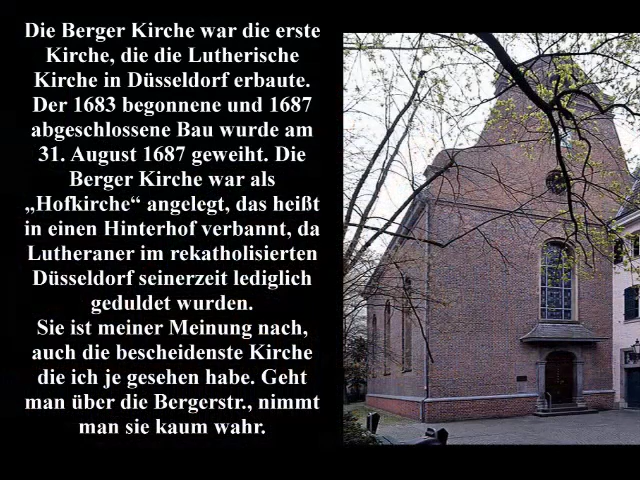 Die Berger Kirche war die erste
Kirche, die die Lutherische
Kirche in Düsseldorf erbaute.
Der 1683 begonnene und 1687
abgeschlossene Bau wurde am
31. August 1687 geweiht. Die
Berger Kirche war als
„Hofkirche“ angelegt, das heißt
in einen Hinterhof verbannt, da
Lutheraner im rekatholisierten
Düsseldorf seinerzeit lediglich
geduldet wurden.
Sie ist meiner Meinung nach,
auch die bescheidenste Kirche
die ich je gesehen habe. Geht
man über die Bergerstr., nimmt
man sie kaum wahr.